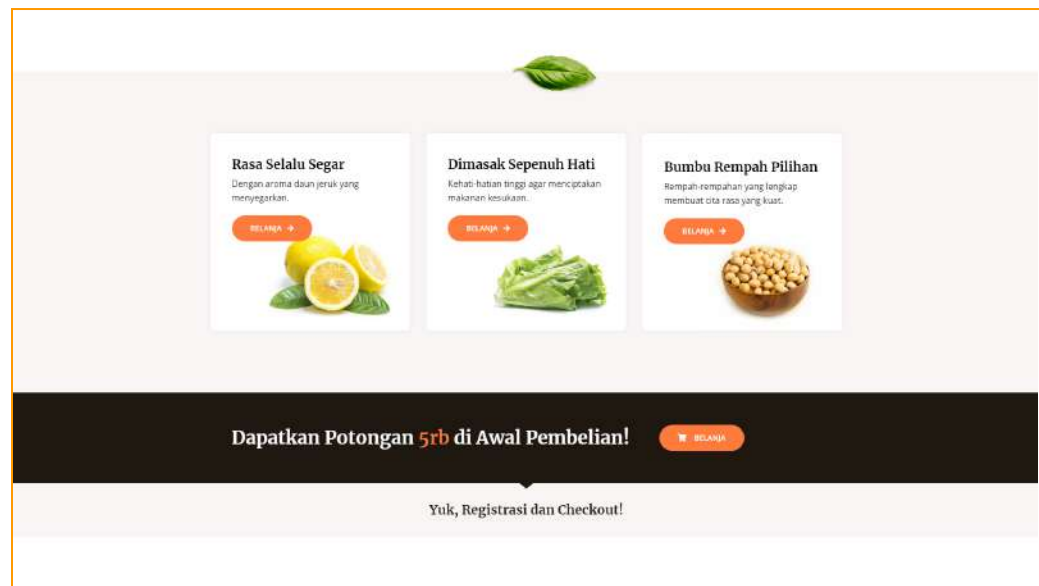 Rasa Selalu Segar
Dengan aroma daun jeruk yang
menyegarkan.
BELANJA →
Dimasak Sepenuh Hati
Kehati-hatian tinggi agar menciptakan
makanan kesukaan.
BELANJA →
Bumbu Rempah Pilihan
Rempah-rempahan yang lengkap
membuat cita rasa yang kuat.
BELANJA →
Dapatkan Potongan 5rb di Awal Pembelian!
BELANJA
Yuk, Registrasi dan Checkout!